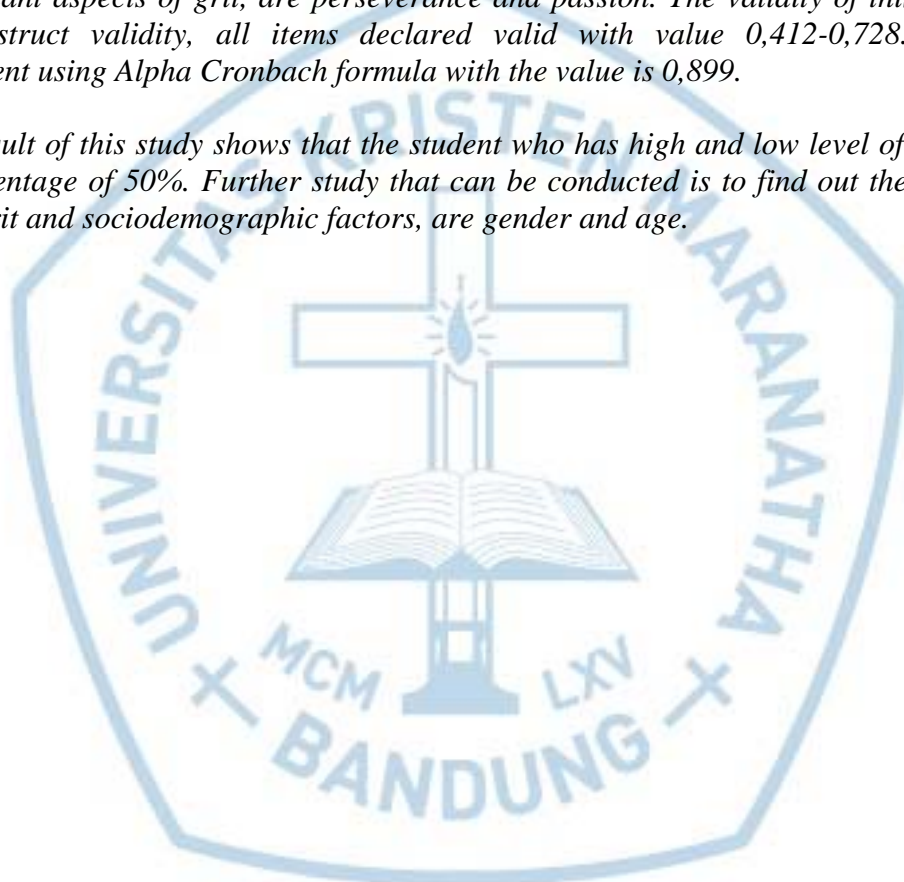 ant aspects of grit, are perseverance and passion. The validity of
struct validity, all items declared valid with value 0,412-0,728.
ent using Alpha Cronbach formula with the value is 0,899.
ult of this study shows that the student who has high and low level of
entage of 50%. Further study that can be conducted is to find out the
rit and sociodemographic factors, are gender and age.
UNIVERSITAS KRISTEN MARANATHA
MCM LXV
BANDUNG